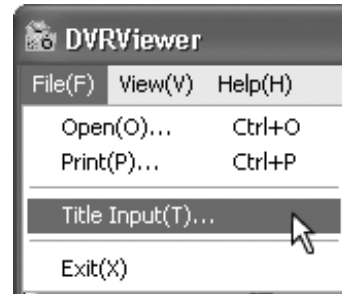 DVRViewer
File(F) View(V) Help(H)
Open(O)... Ctrl+O
Print(P)... Ctrl+P
Title Input(T)...
Exit(X)